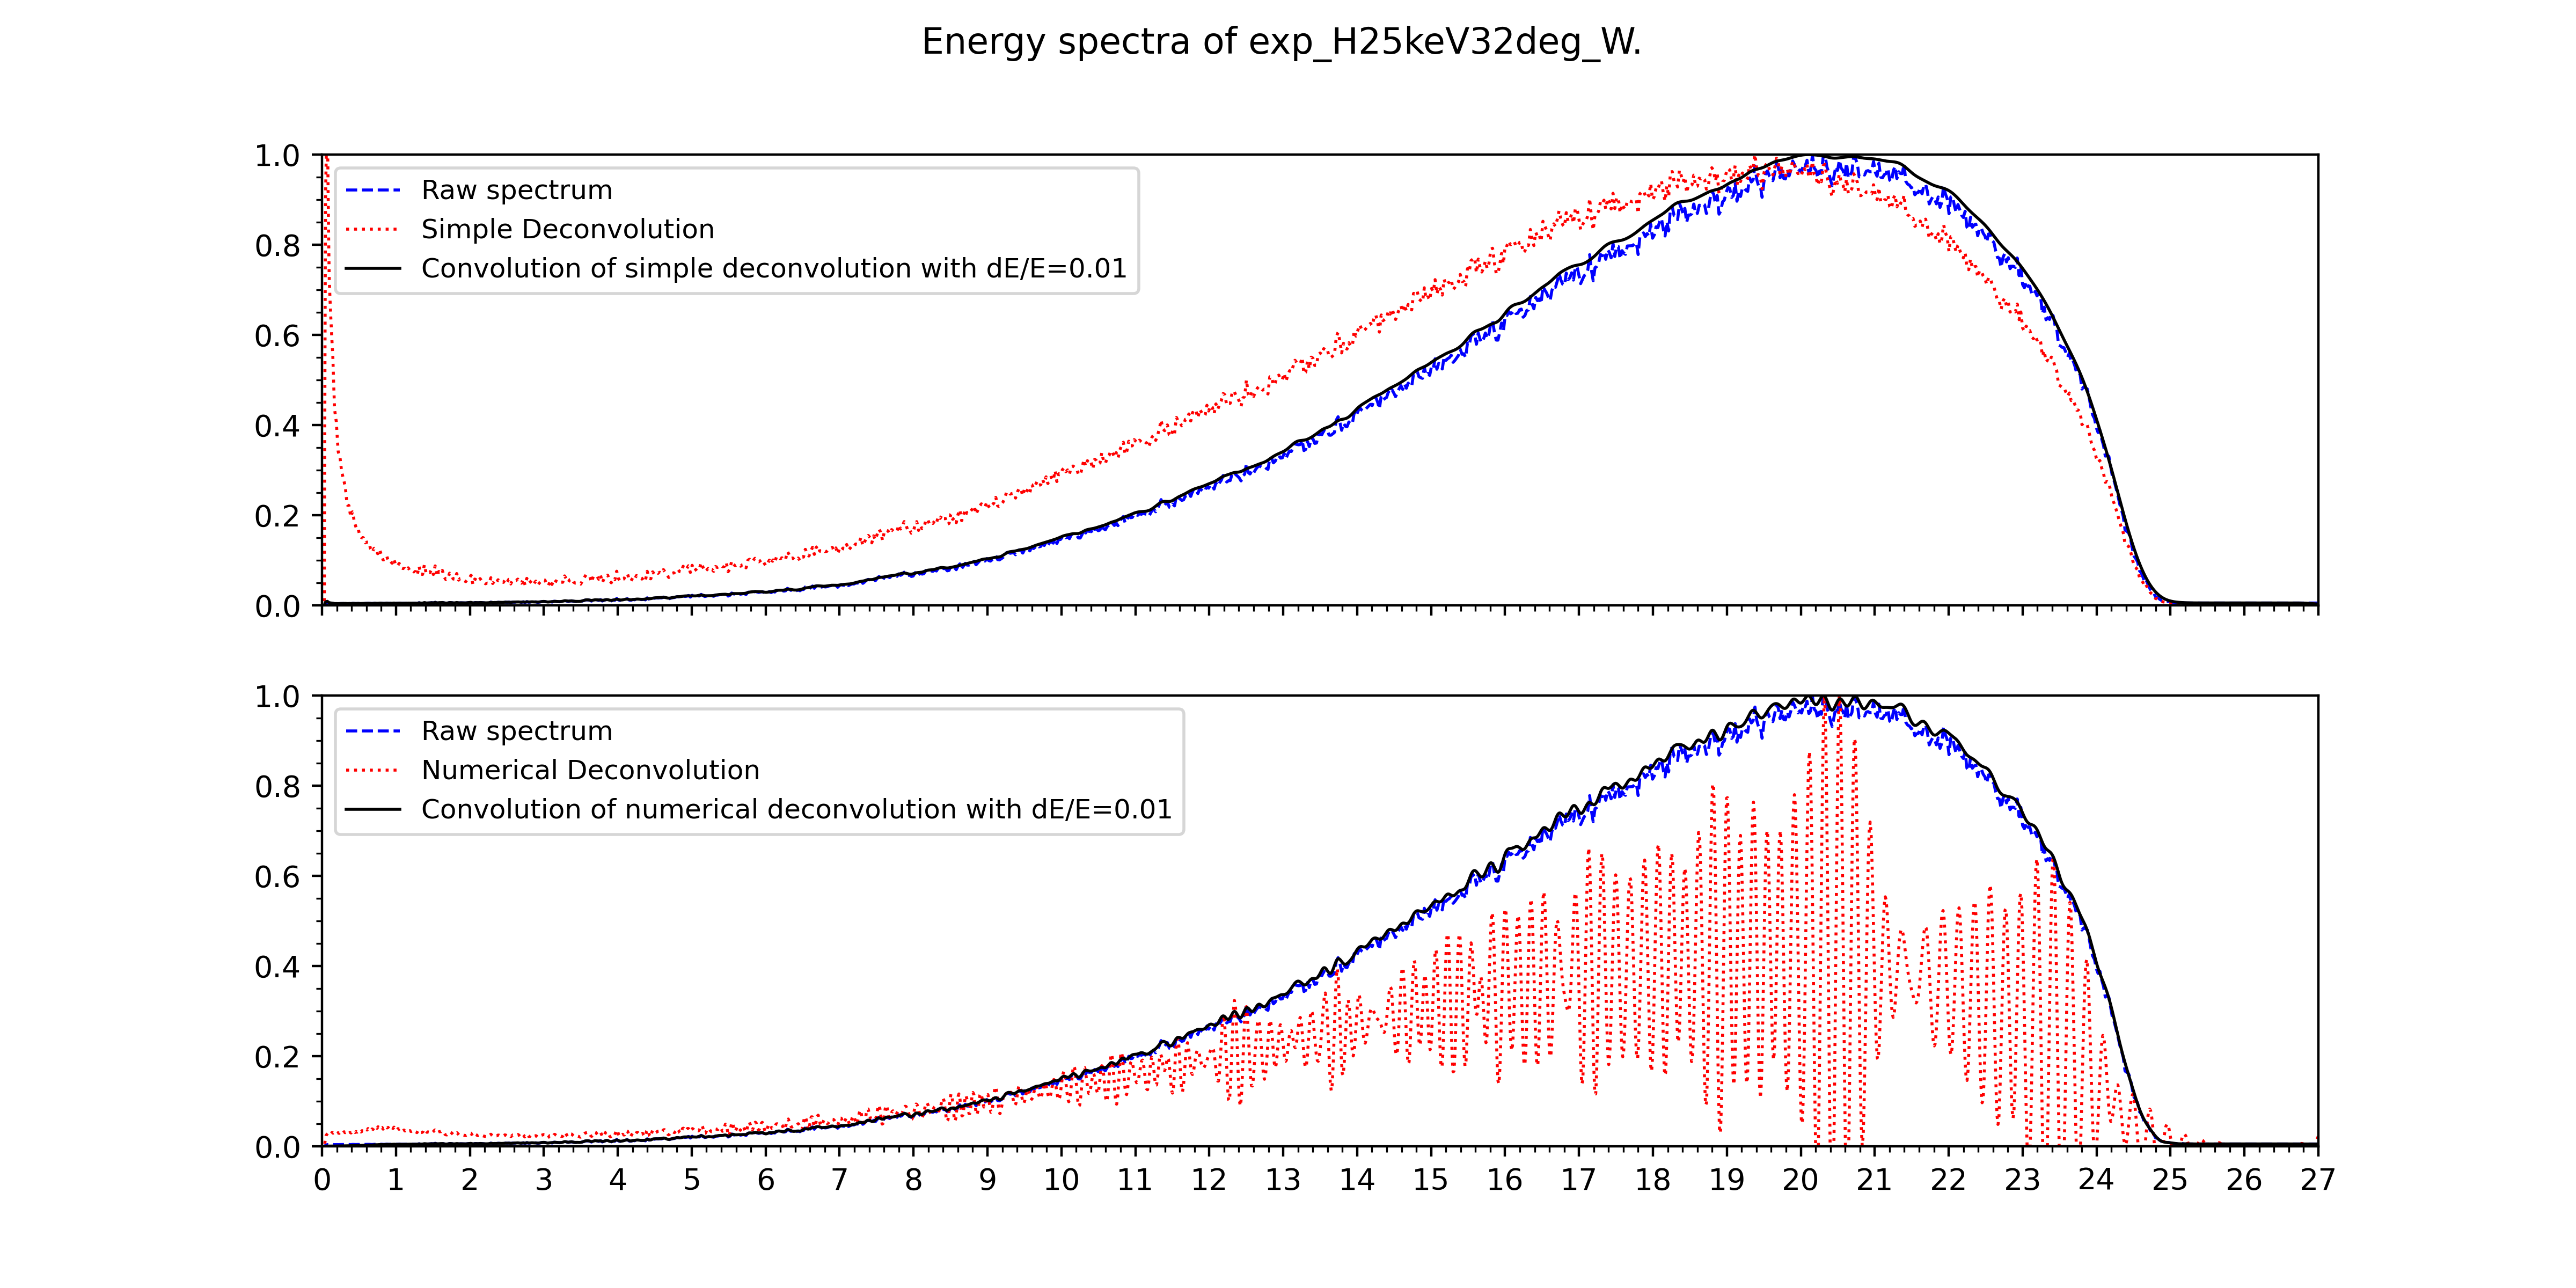 Energy spectra of exp_H25keV32deg_W.
1.0
0.8
0.6
0.4
0.2
0.0
Raw spectrum
Simple Deconvolution
Convolution of simple deconvolution with dE/E=0.01
1.0
0.8
0.6
0.4
0.2
0.0
Raw spectrum
Numerical Deconvolution
Convolution of numerical deconvolution with dE/E=0.01
0 1 2 3 4 5 6 7 8 9 10 11 12 13 14 15 16 17 18 19 20 21 22 23 24 25 26 27